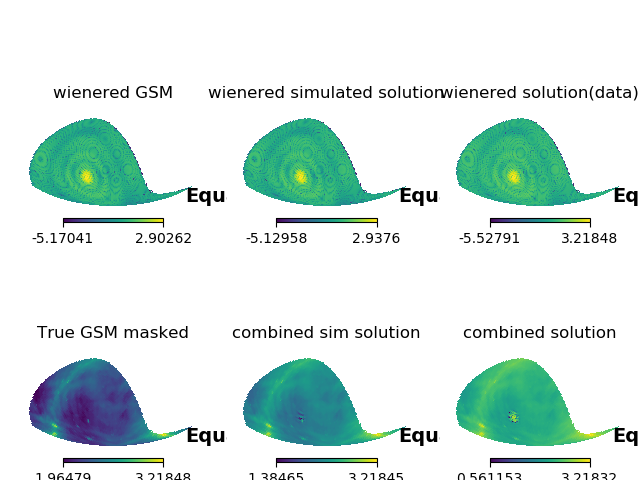 wienered GSM
wienered simulated solution
wienered solution(data)
Equ
Equ
Eq
-5.17041 2.90262
-5.12958 2.9376
-5.52791 3.21848
True GSM masked
combined sim solution
combined solution
Equ
Equ
Eq
1.96479 3.21848
1.38465 3.21845
0.561153 3.21832